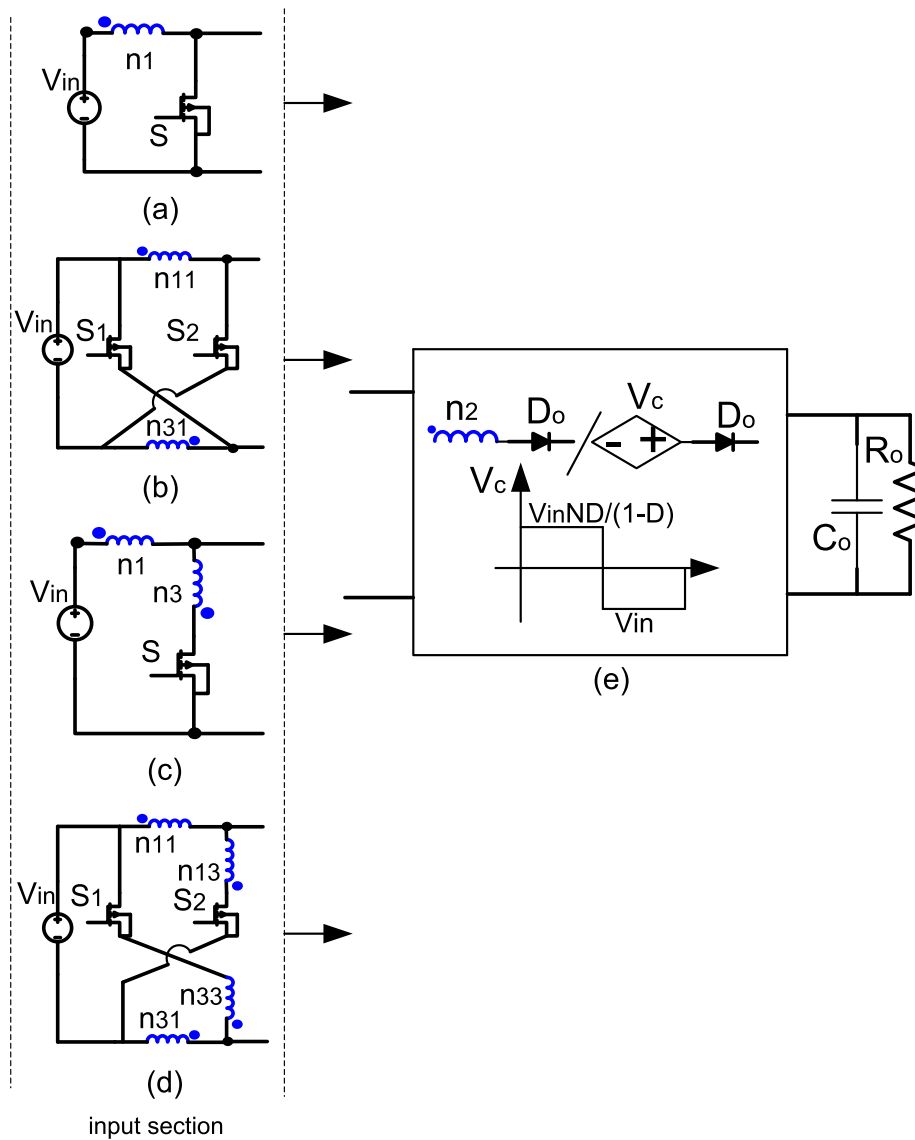 n1
Vin
S
(a)
n11
Vin
S1
S2
n31
(b)
n1
Vin
n3
S
(c)
n11
n13
Vin
S1
S2
n33
n31
(d)
input section
n2
Do
Vc
Do
- +
Vc
VinND/(1-D)
Vin
(e)
Ro
Co